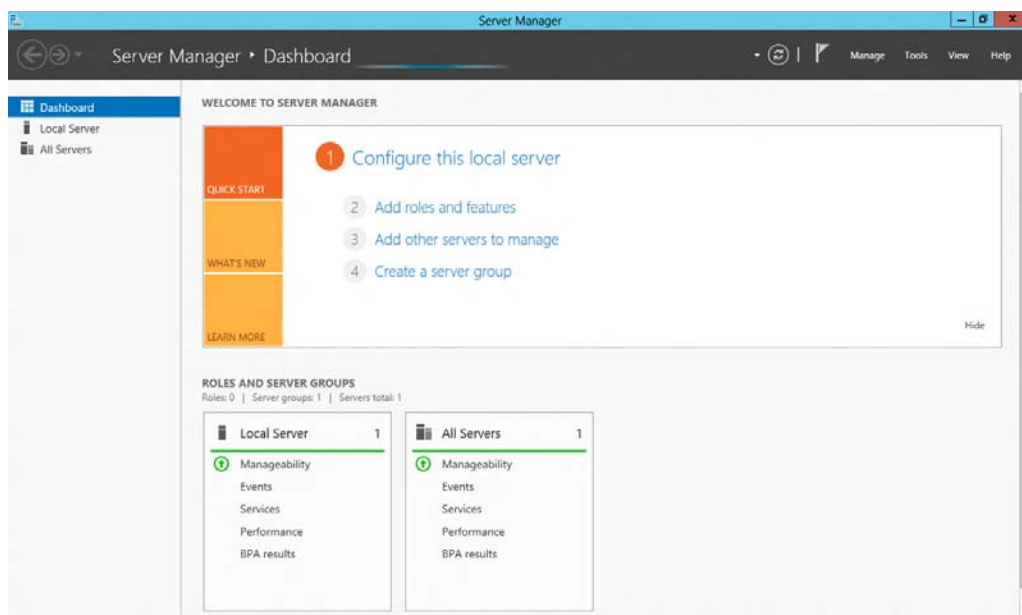 Server Manager
Server Manager ‣ Dashboard
Manage Tools View Help
Dashboard
Local Server
All Servers
WELCOME TO SERVER MANAGER
QUICK START
WHAT'S NEW
LEARN MORE
1 Configure this local server
2 Add roles and features
3 Add other servers to manage
4 Create a server group
Hide
ROLES AND SERVER GROUPS
Roles: 0 | Server groups: 1 | Servers total: 1
Local Server 1
Manageability
Events
Services
Performance
BPA results
All Servers 1
Manageability
Events
Services
Performance
BPA results